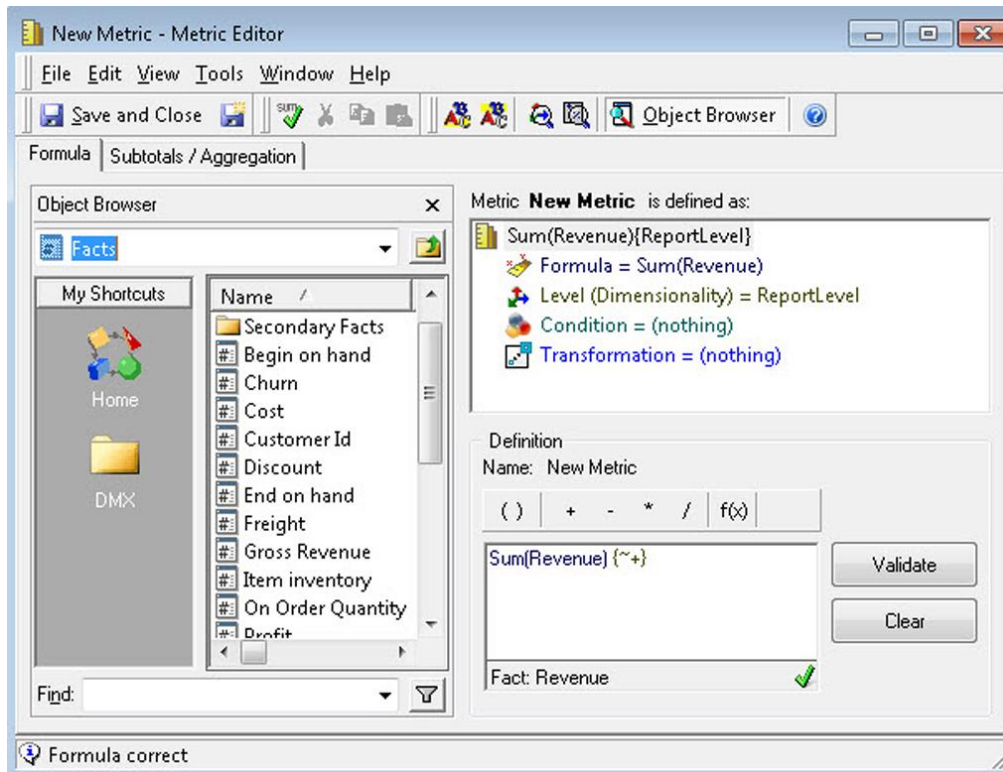 New Metric - Metric Editor
File Edit View Tools Window Help
Save and Close
Object Browser
Formula
Subtotals / Aggregation
Object Browser
Facts
My Shortcuts
Home
DMX
Name
Secondary Facts
Begin on hand
Churn
Cost
Customer Id
Discount
End on hand
Freight
Gross Revenue
Item inventory
On Order Quantity
Profit
Find:
Metric New Metric is defined as:
Sum(Revenue){ReportLevel}
Formula = Sum(Revenue)
Level (Dimensionality) = ReportLevel
Condition = (nothing)
Transformation = (nothing)
Definition
Name: New Metric
( ) + - * / f(x)
Sum(Revenue) {~+}
Validate
Clear
Fact: Revenue
Formula correct